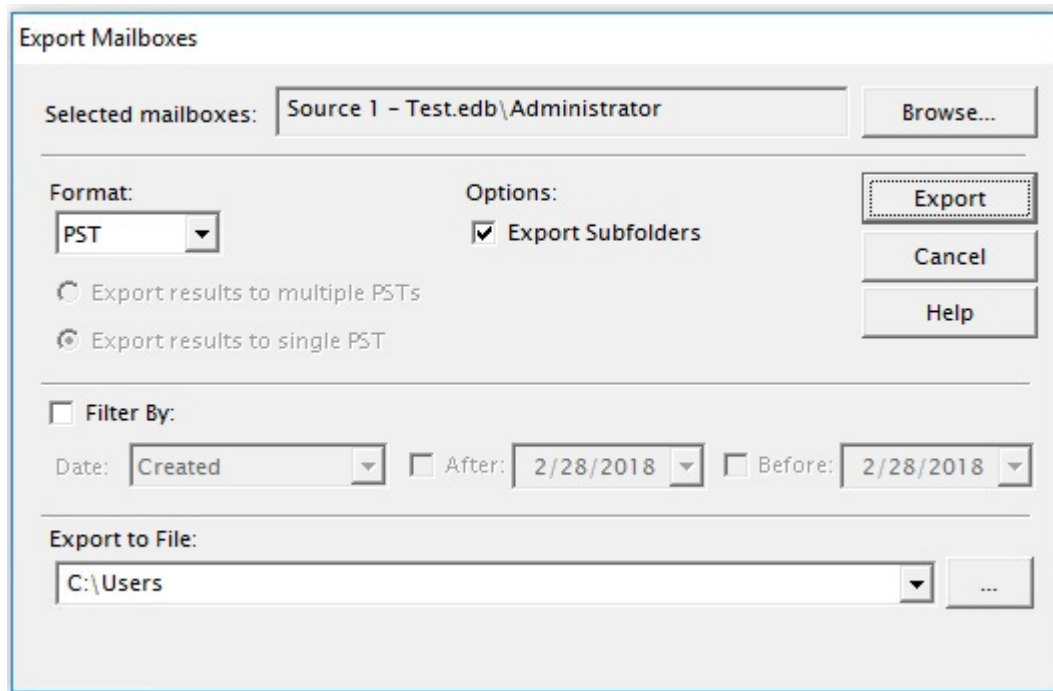 Export Mailboxes
Selected mailboxes: Source 1 – Test.edb\Administrator Browse...
Format: Options: Export
PST Export Subfolders
Cancel
Export results to multiple PSTs
Help
Export results to single PST
Filter By:
Date: Created After: 2/28/2018 Before: 2/28/2018
Export to File:
C:\Users ...